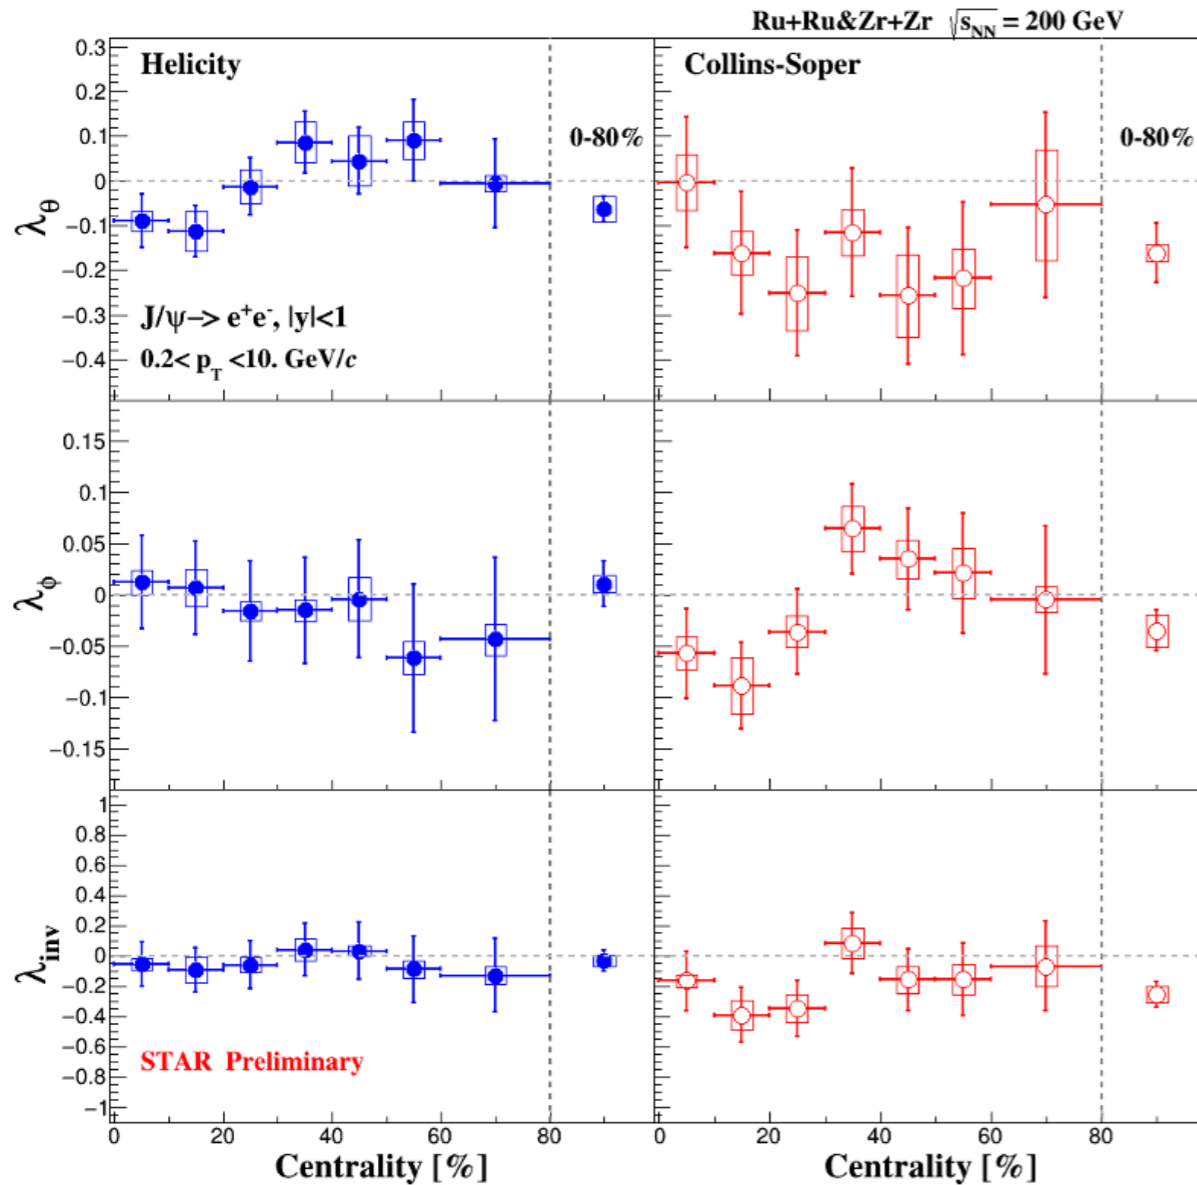 Ru+Ru&Zr+Zr √sNN = 200 GeV
Helicity
Collins-Soper
0-80%
0-80%
J/ψ−> e+e-, |y|<1
0.2< pT <10. GeV/c
λθ
0.3
0.2
0.1
0
−0.1
−0.2
−0.3
−0.4
λϕ
0.15
0.1
0.05
0
−0.05
−0.1
−0.15
λinv
1
0.8
0.6
0.4
0.2
0
−0.2
−0.4
−0.6
−0.8
−1
STAR Preliminary
0 20 40 60 80 0 20 40 60 80
Centrality [%] Centrality [%]